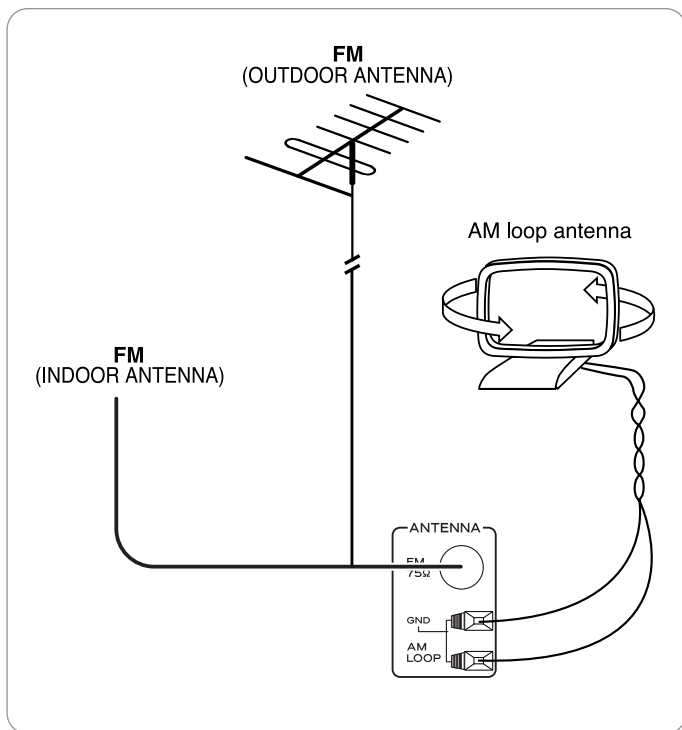 FM
(OUTDOOR ANTENNA)
AM loop antenna
FM
(INDOOR ANTENNA)
ANTENNA
FM
75Ω
GND
AM
LOOP